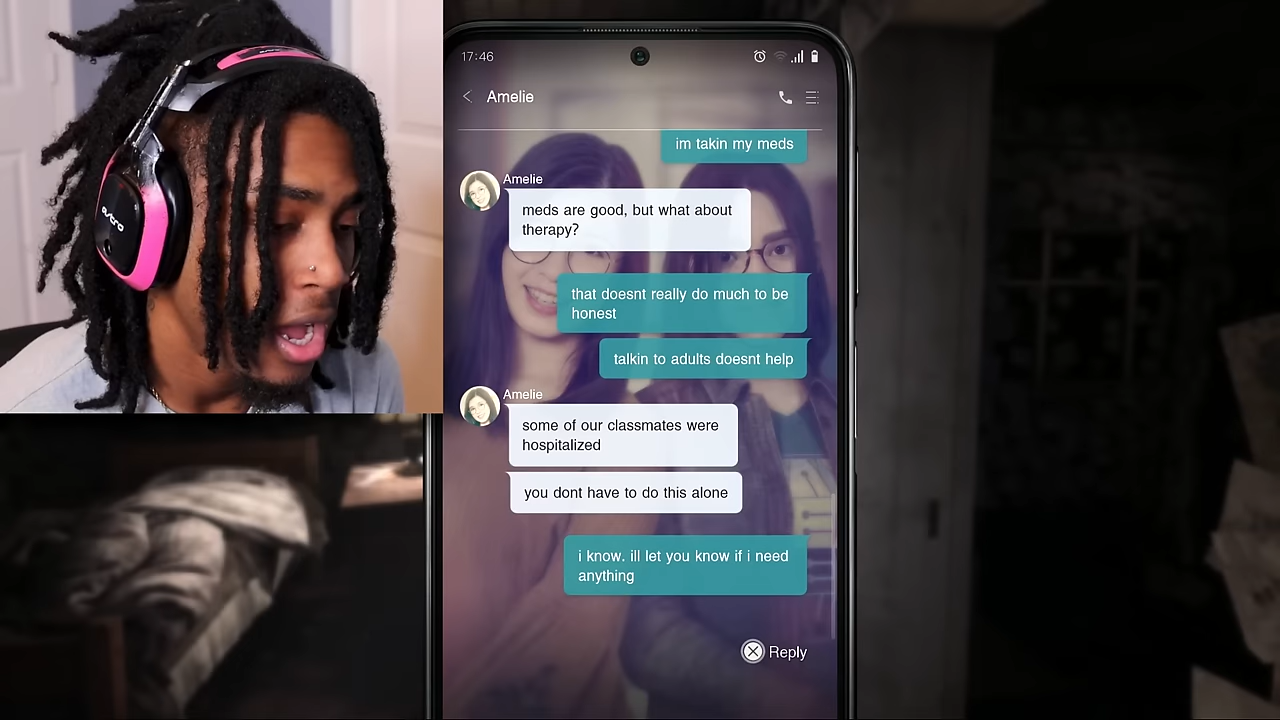 astro
17:46
Amelie
im takin my meds
Amelie
meds are good, but what about
therapy?
that doesnt really do much to be
honest
talkin to adults doesnt help
Amelie
some of our classmates were
hospitalized
you dont have to do this alone
i know. ill let you know if i need
anything
Reply